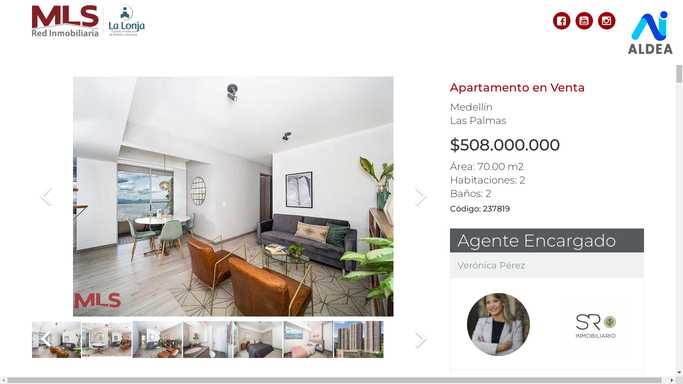 MLS
Red Inmobiliaria
La Lonja
ALDEA
Apartamento en Venta
Medellín
Las Palmas
$508.000.000
Área: 70.00 m2
Habitaciones: 2
Baños: 2
Código: 237819
Agente Encargado
Verónica Pérez
MLS
SR
INMOBILIARIO